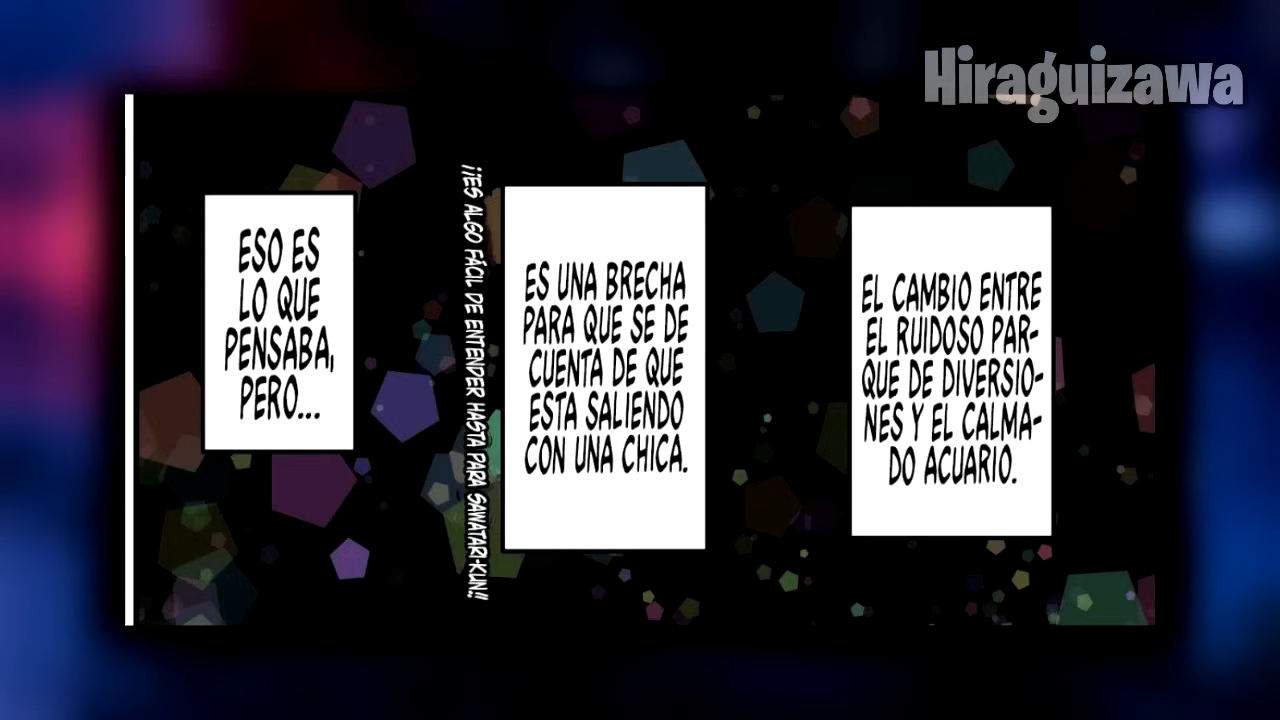 Hiraguizawa
EL CAMBIO ENTRE
EL RUIDOSO PAR-
QUE DE DIVERSIO-
NES Y EL CALMA-
DO ACUARIO.
ES UNA BRECHA
PARA QUE SE DE
CUENTA DE QUE
ESTA SALIENDO
CON UNA CHICA.
¡¡ES ALGO FÁCIL DE ENTENDER HASTA PARA SAWATARI-KUN!!
ESO ES
LO QUE
PENSABA,
PERO...